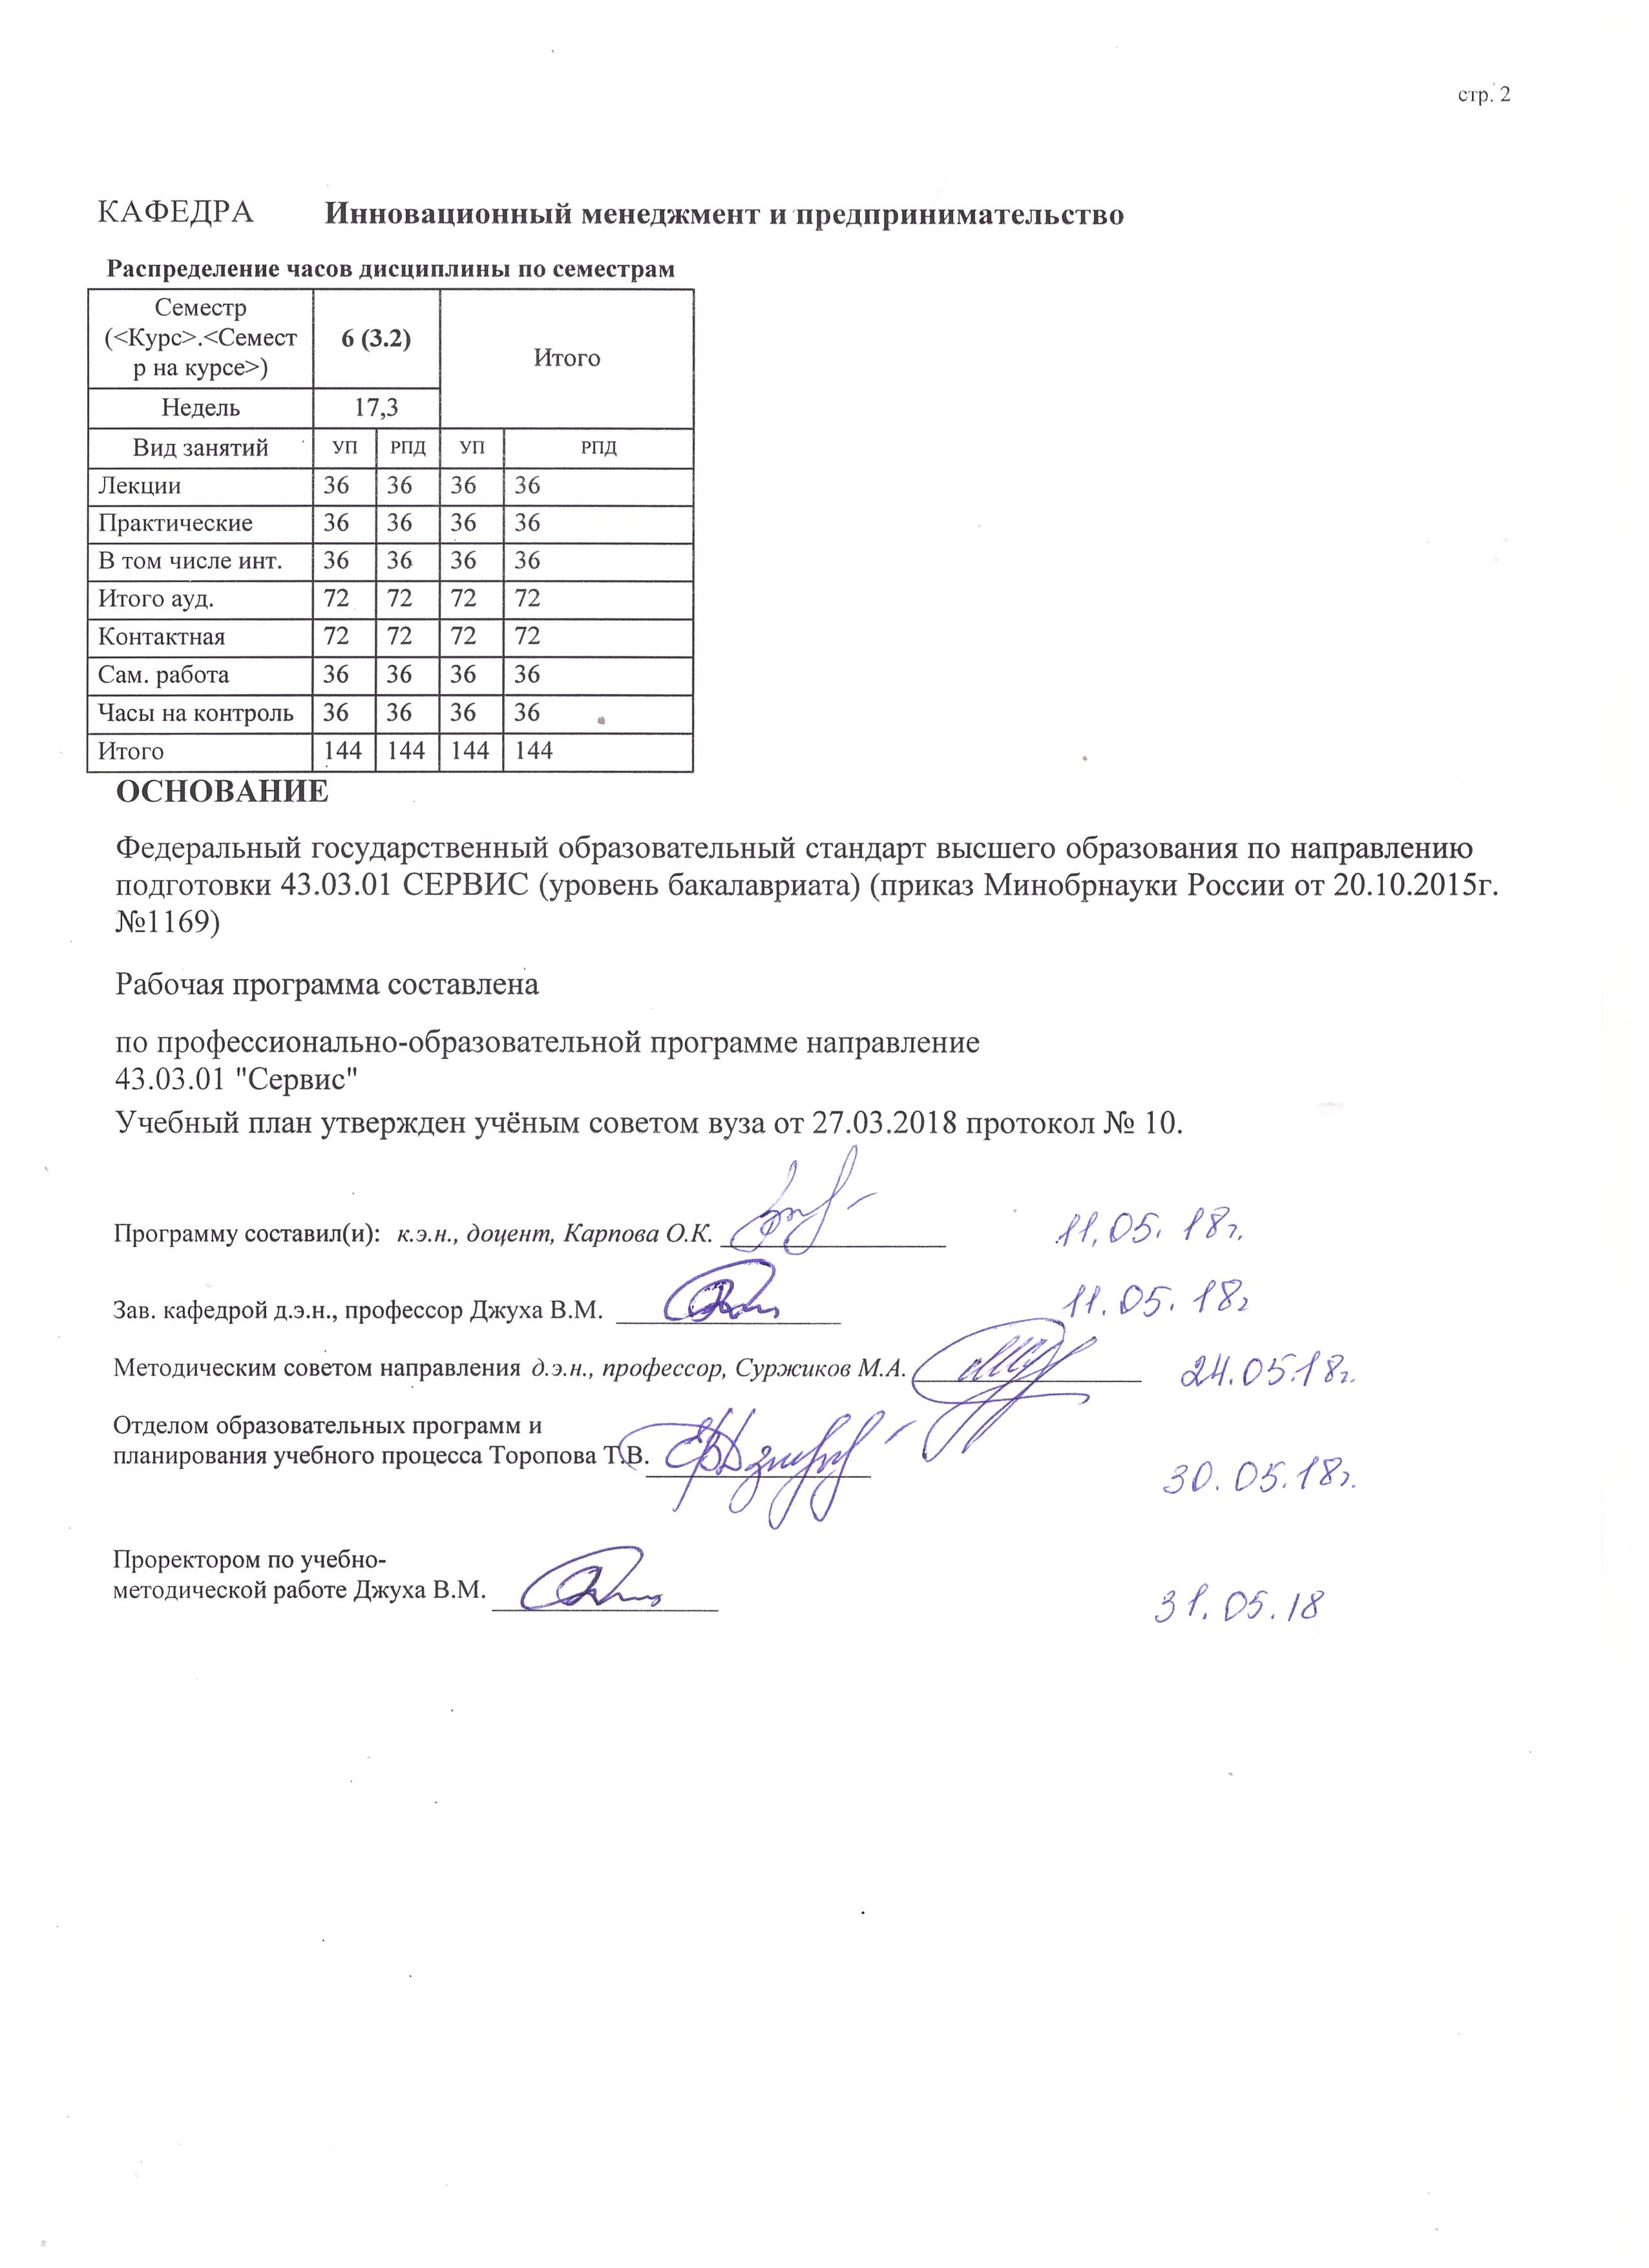 стр. 2
КАФЕДРА Инновационный менеджмент и предпринимательство
Распределение часов дисциплины по семестрам
Семестр
(<Курс>.<Семест
р на курсе>)
6 (3.2)
Итого
Недель 17,3
Вид занятий УП РПД УП РПД
Лекции 36 36 36 36
Практические 36 36 36 36
В том числе инт. 36 36 36 36
Итого ауд. 72 72 72 72
Контактная 72 72 72 72
Сам. работа 36 36 36 36
Часы на контроль 36 36 36 36
Итого 144 144 144 144
ОСНОВАНИЕ
Федеральный государственный образовательный стандарт высшего образования по направлению
подготовки 43.03.01 СЕРВИС (уровень бакалавриата) (приказ Минобрнауки России от 20.10.2015г.
№1169)
Рабочая программа составлена
по профессионально-образовательной программе направление
43.03.01 "Сервис"
Учебный план утвержден учёным советом вуза от 27.03.2018 протокол № 10.
Программу составил(и): к.э.н., доцент, Карпова О.К. 11.05.18г.
Зав. кафедрой д.э.н., профессор Джуха В.М. 11.05.18г
Методическим советом направления д.э.н., профессор, Суржиков М.А. 24.05.18г.
Отделом образовательных программ и
планирования учебного процесса Торопова Т.В. 30.05.18г.
Проректором по учебно-
методической работе Джуха В.М. 31.05.18